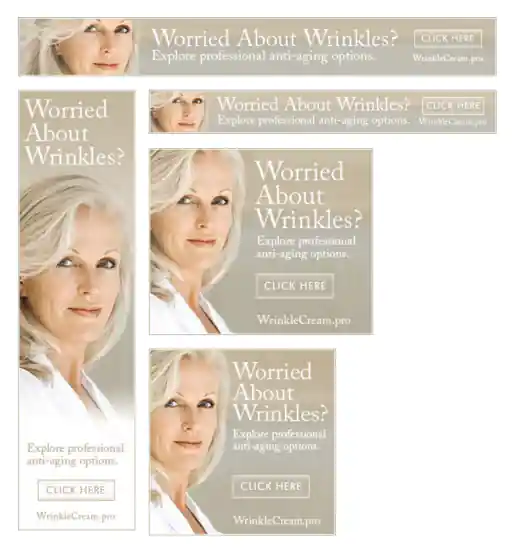 Worried About Wrinkles?
Explore professional anti-aging options.
CLICK HERE
WrinkleCream.pro
Worried
About
Wrinkles?
Explore professional
anti-aging options.
CLICK HERE
WrinkleCream.pro
Worried About Wrinkles?
Explore professional anti-aging options.
CLICK HERE
WrinkleCream.pro
Worried
About
Wrinkles?
Explore professional
anti-aging options.
CLICK HERE
WrinkleCream.pro
Worried
About
Wrinkles?
Explore professional
anti-aging options.
CLICK HERE
WrinkleCream.pro